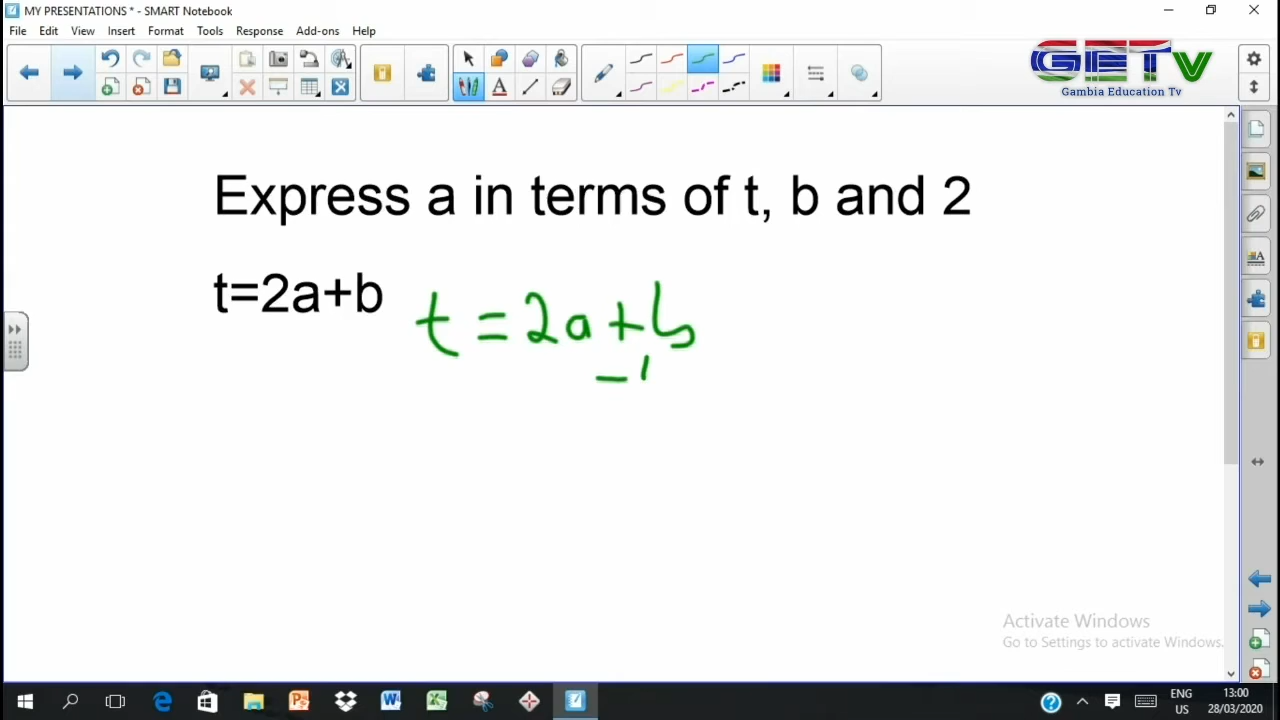 MY PRESENTATIONS * - SMART Notebook
File Edit View Insert Format Tools Response Add-ons Help
GETv
Gambia Education Tv
Express a in terms of t, b and 2
t=2a+b t = 2a + b
−
Activate Windows
Go to Settings to activate Windows.
ENG 13:00
US 28/03/2020